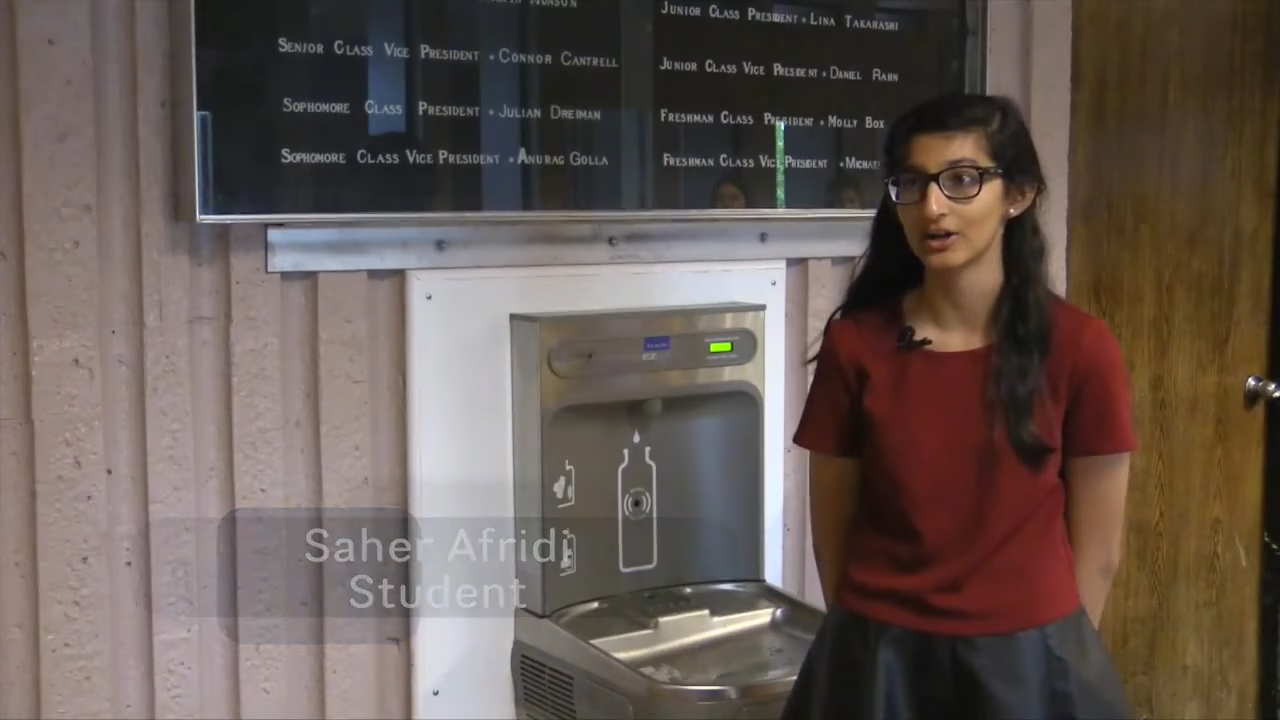 Munson
Senior Class Vice President • Connor Cantrell
Sophomore Class President • Julian Dreiman
Sophomore Class Vice President • Anurag Golla
Junior Class President • Lina Takahashi
Junior Class Vice President • Daniel Rahn
Freshman Class President • Molly Box
Freshman Class Vice President •
Saher Afridi
Student